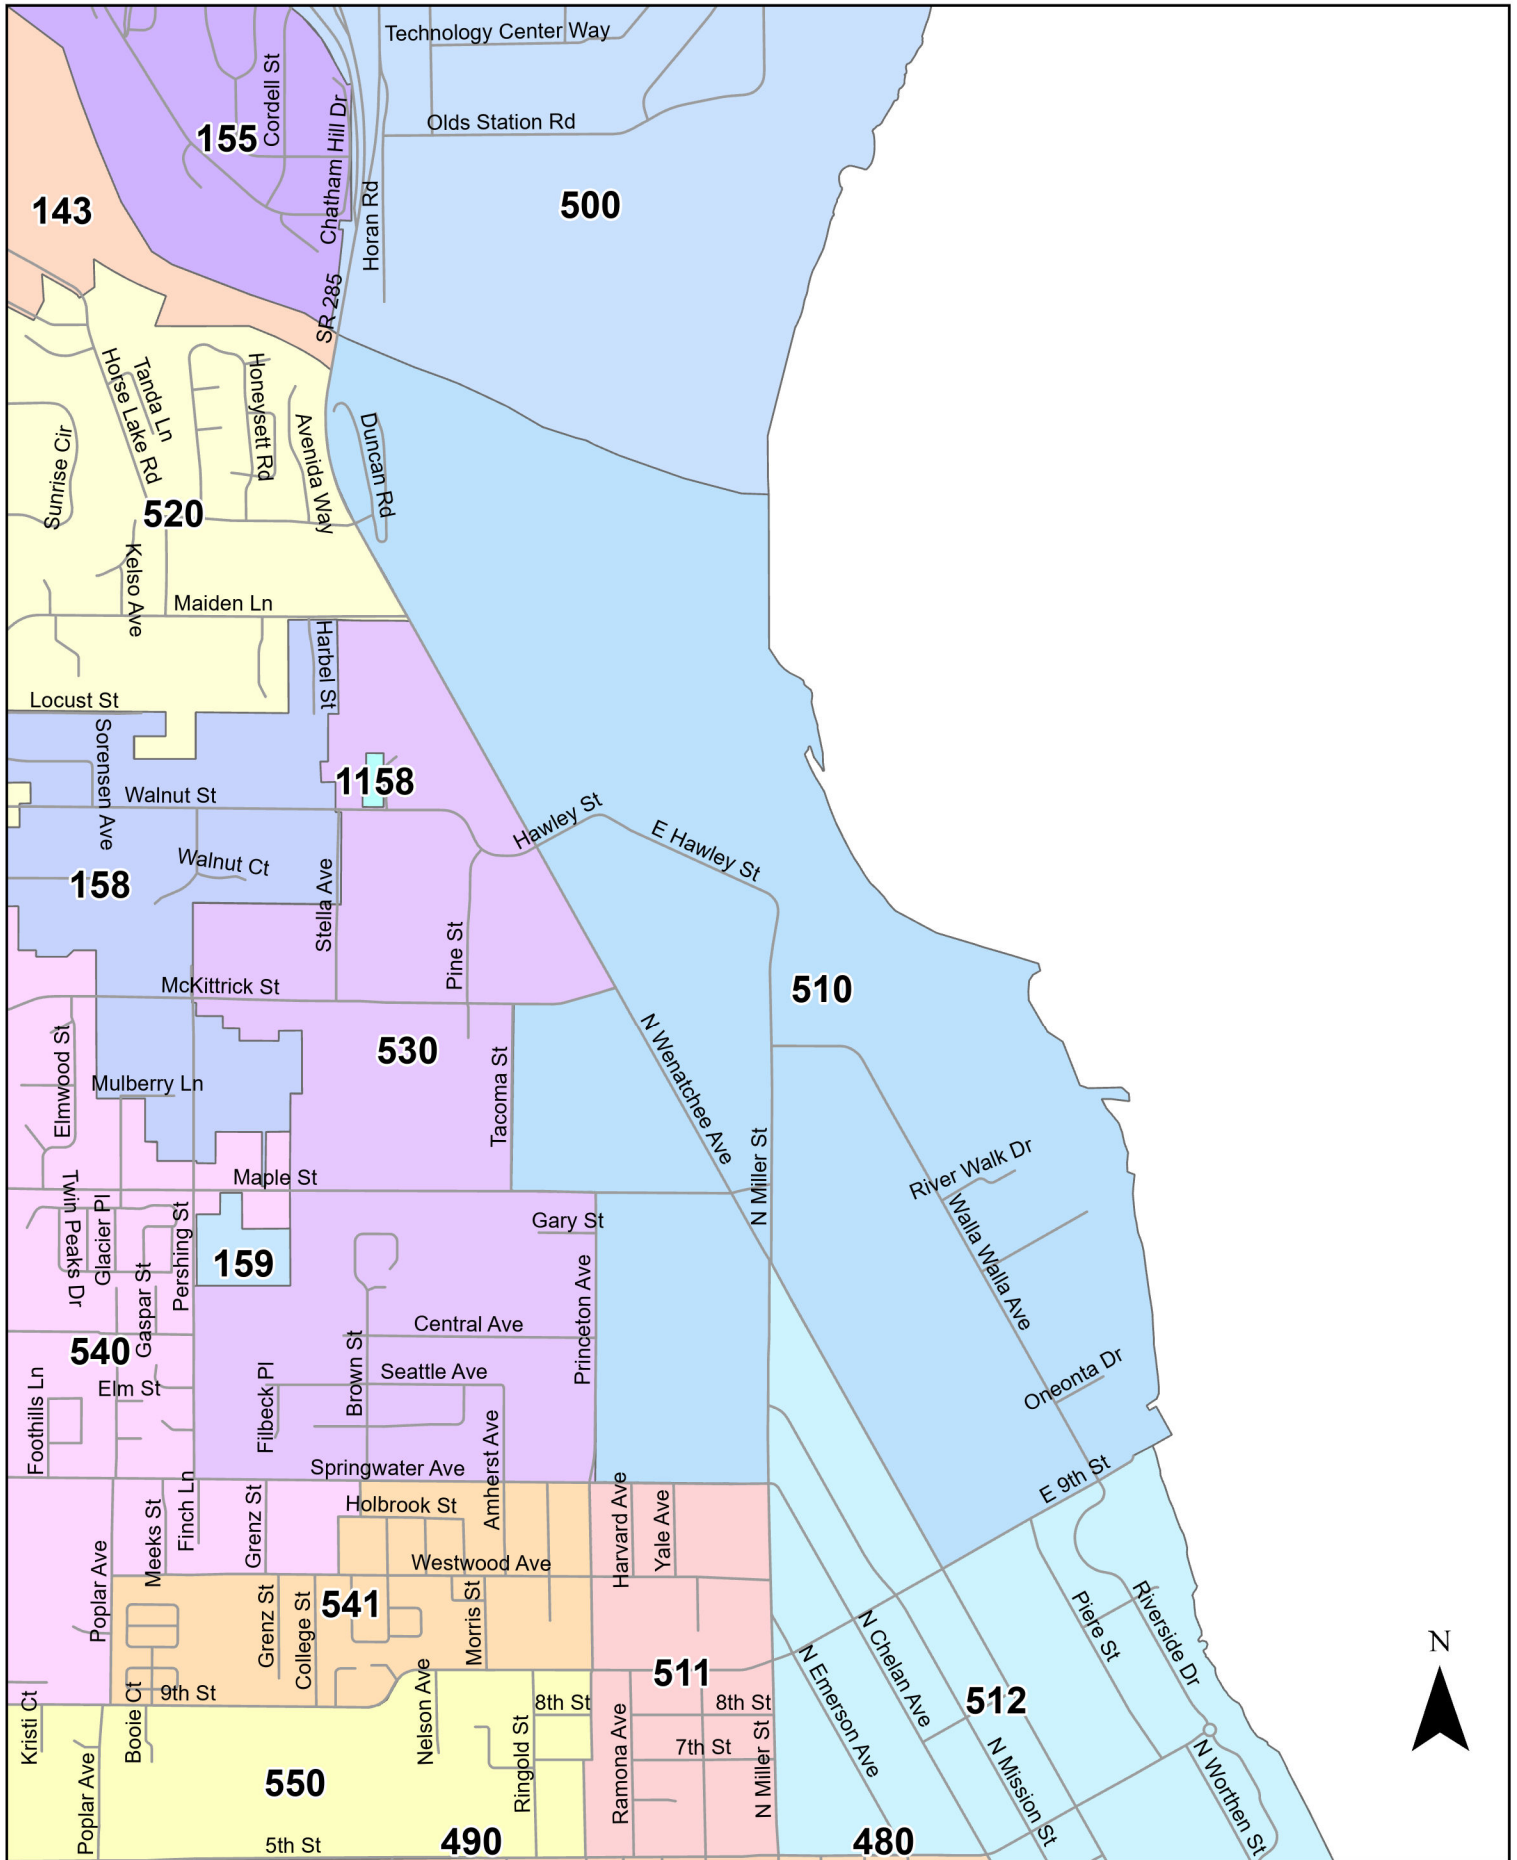 Technology Center Way
Cordell St
Olds Station Rd
155
Chatham Hill Dr
143
500
Horan Rd
SR 285
Tanda Ln
Horse Lake Rd
Honeysett Rd
Avenida Way
Duncan Rd
Sunrise Cir
520
Kelso Ave
Maiden Ln
Harbel St
Locust St
Sorensen Ave
1158
Walnut St
Hawley St
E Hawley St
Walnut Ct
158
Stella Ave
Pine St
McKittrick St
510
530
N Wenatchee Ave
Elmwood St
Tacoma St
Mulberry Ln
N Miller St
River Walk Dr
Maple St
Twin Peaks Dr
Glacier Pl
Pershing St
Gary St
Walla Walla Ave
159
Gaspar St
Princeton Ave
Central Ave
540
Brown St
Seattle Ave
Oneonta Dr
Elm St
Foothills Ln
Filbeck Pl
Amherst Ave
Springwater Ave
E 9th St
Holbrook St
Meeks St
Finch Ln
Grenz St
Harvard Ave
Yale Ave
Westwood Ave
Poplar Ave
541
Grenz St
College St
Morris St
Piere St
Riverside Dr
N Chelan Ave
N
511
N Emerson Ave
512
9th St
8th St
8th St
Kristi Ct
Booie Ct
Nelson Ave
Ringold St
Ramona Ave
7th St
N Miller St
N Mission St
N Worthen St
550
Poplar Ave
5th St
490
480